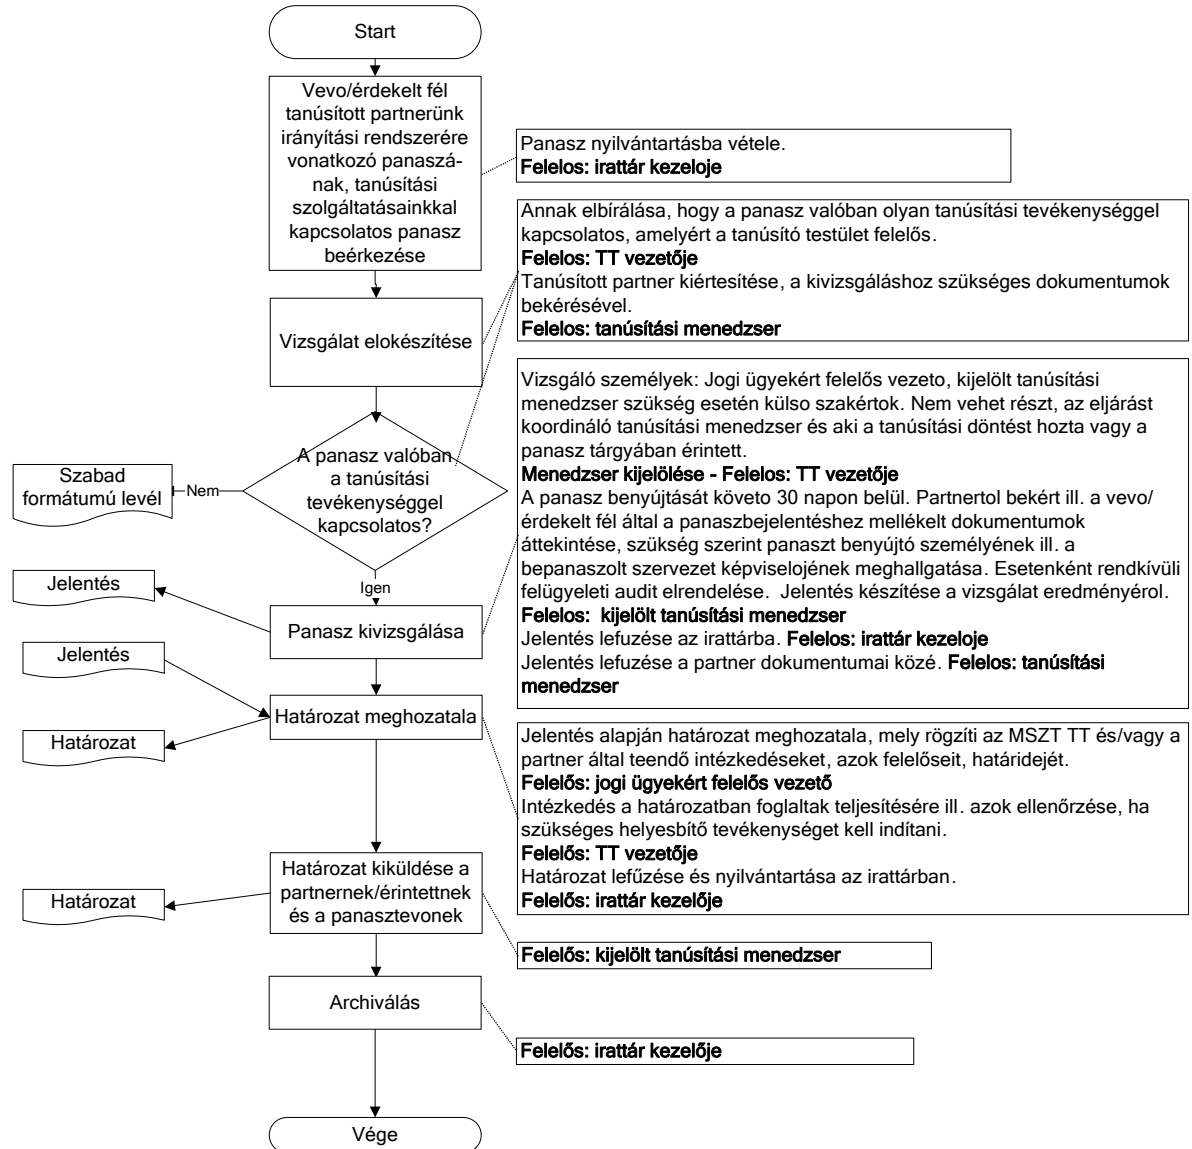 Start
Vevo/érdekelt fél
tanúsított partnerünk
irányítási rendszerére
vonatkozó panaszá-
nak, tanúsítási
szolgáltatásainkkal
kapcsolatos panasz
beérkezése
Panasz nyilvántartásba vétele.
Felelos: irattár kezeloje
Annak elbírálása, hogy a panasz valóban olyan tanúsítási tevékenységgel
kapcsolatos, amelyért a tanúsító testület felelős.
Felelos: TT vezetője
Tanúsított partner kiértesítése, a kivizsgáláshoz szükséges dokumentumok
bekérésével.
Felelos: tanúsítási menedzser
Vizsgálat elokészítése
Vizsgáló személyek: Jogi ügyekért felelős vezeto, kijelölt tanúsítási
menedzser szükség esetén külso szakértok. Nem vehet részt, az eljárást
koordináló tanúsítási menedzser és aki a tanúsítási döntést hozta vagy a
panasz tárgyában érintett.
Menedzser kijelölése - Felelos: TT vezetője
A panasz benyújtását követo 30 napon belül. Partnertol bekért ill. a vevo/
érdekelt fél által a panaszbejelentéshez mellékelt dokumentumok
áttekintése, szükség szerint panaszt benyújtó személyének ill. a
bepanaszolt szervezet képviselojének meghallgatása. Esetenként rendkívüli
felügyeleti audit elrendelése.  Jelentés készítése a vizsgálat eredményérol.
Felelos:  kijelölt tanúsítási menedzser
Jelentés lefuzése az irattárba. Felelos: irattár kezeloje
Jelentés lefuzése a partner dokumentumai közé. Felelos: tanúsítási
menedzser
A panasz valóban
a tanúsítási
tevékenységgel
kapcsolatos?
Nem
Szabad
formátumú levél
Igen
Jelentés
Panasz kivizsgálása
Jelentés
Határozat meghozatala
Határozat
Jelentés alapján határozat meghozatala, mely rögzíti az MSZT TT és/vagy a
partner által teendő intézkedéseket, azok felelőseit, határidejét.
Felelős: jogi ügyekért felelős vezető
Intézkedés a határozatban foglaltak teljesítésére ill. azok ellenőrzése, ha
szükséges helyesbítő tevékenységet kell indítani.
Felelős: TT vezetője
Határozat lefűzése és nyilvántartása az irattárban.
Felelős: irattár kezelője
Határozat kiküldése a
partnernek/érintettnek
és a panasztevonek
Határozat
Felelős: kijelölt tanúsítási menedzser
Archiválás
Felelős: irattár kezelője
Vége